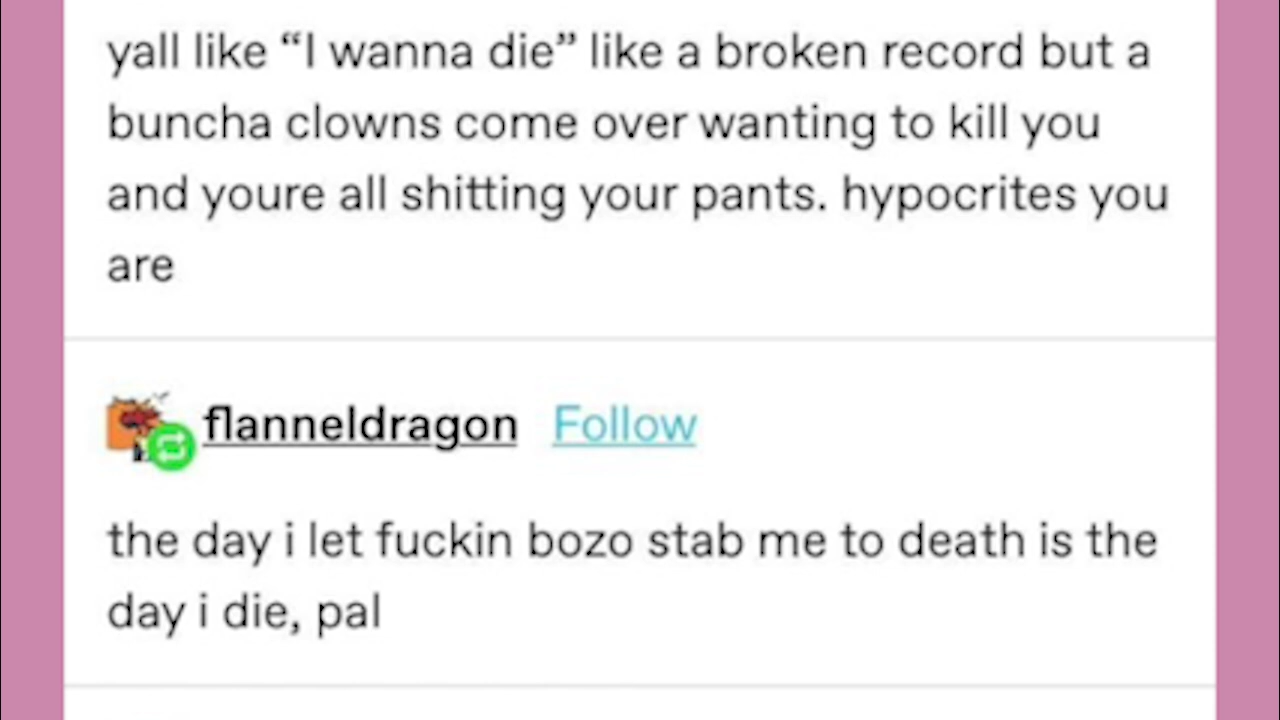 yall like “I wanna die” like a broken record but a
buncha clowns come over wanting to kill you
and youre all shitting your pants. hypocrites you
are
flanneldragon Follow
the day i let fuckin bozo stab me to death is the
day i die, pal